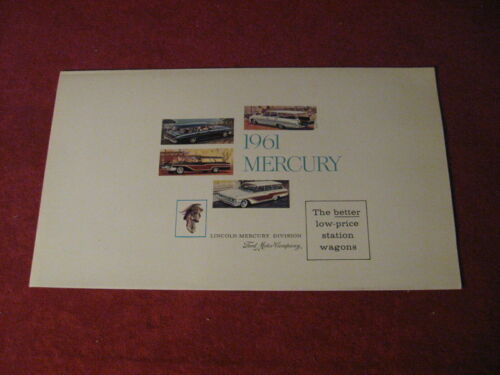 1961
MERCURY
LINCOLN-MERCURY DIVISION
Ford Motor Company,
The better
low-price
station
wagons